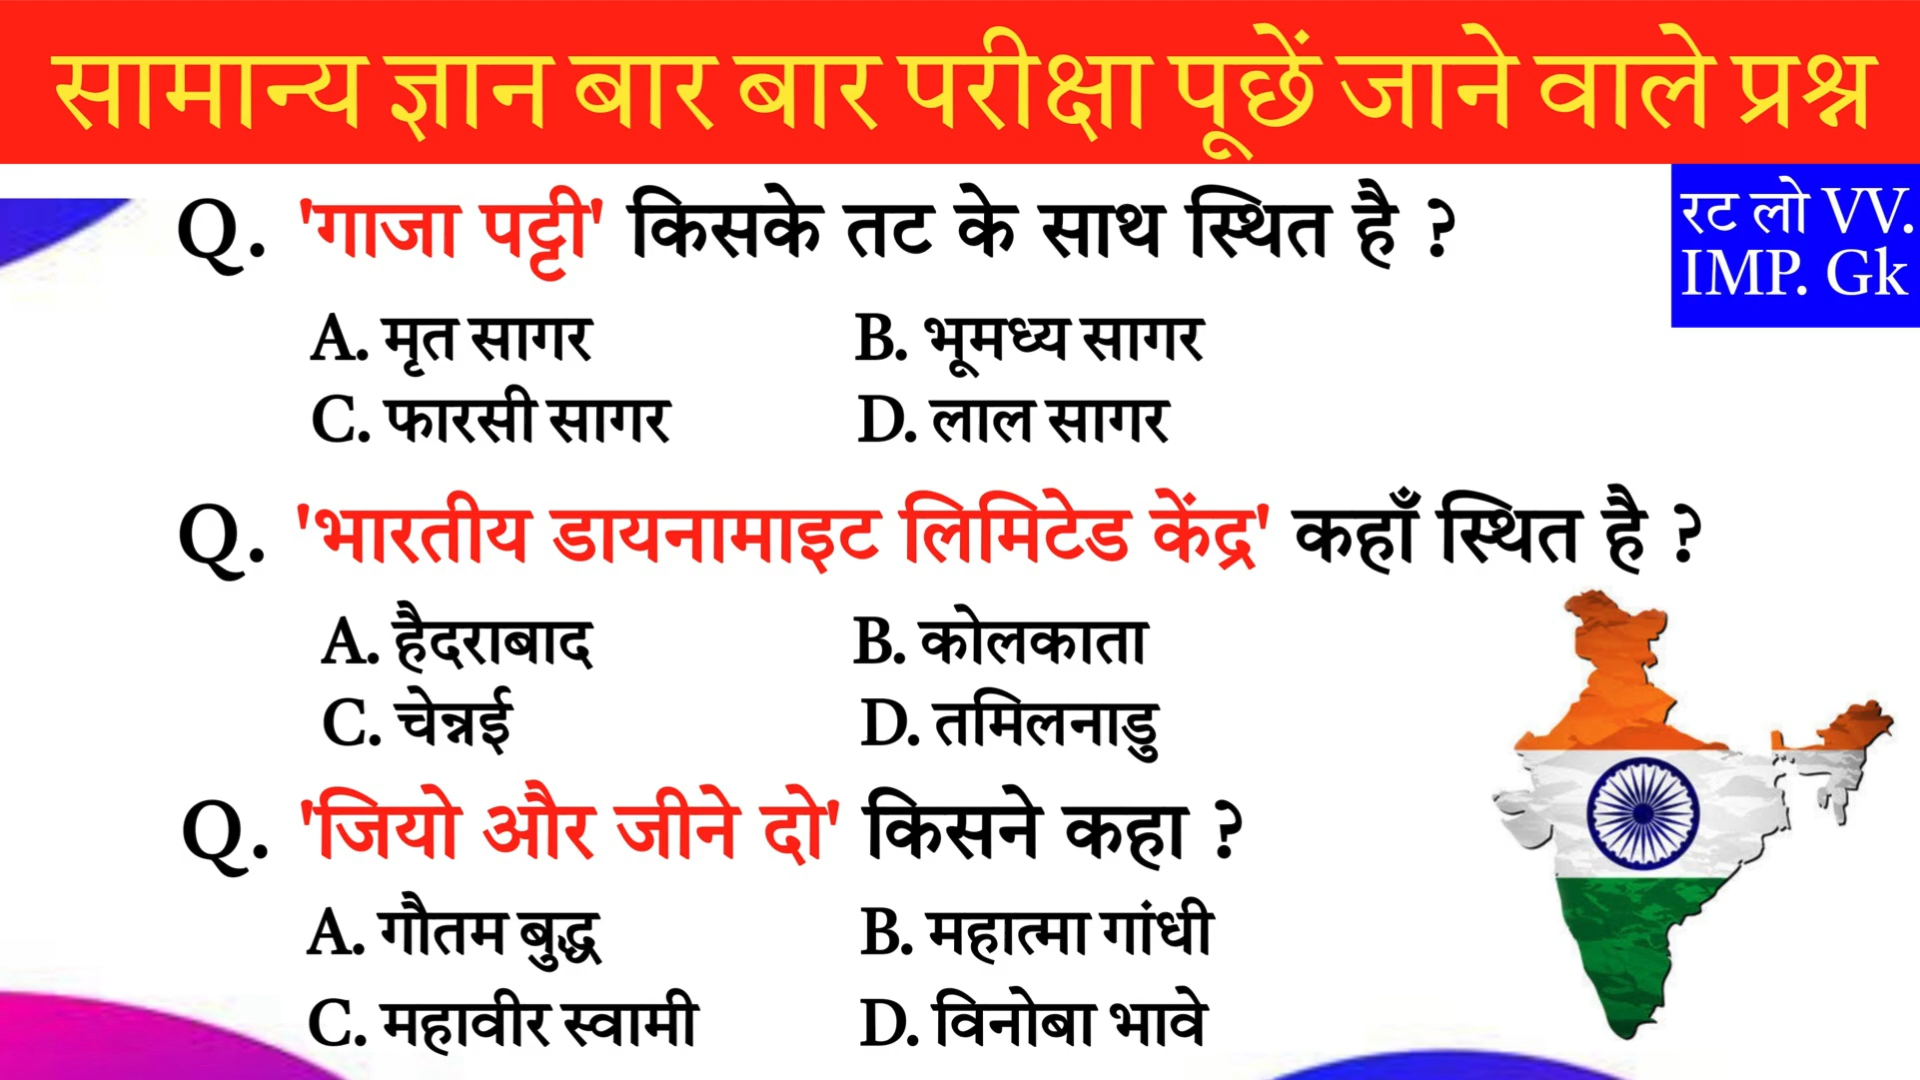 सामान्य ज्ञान बार बार परीक्षा पूछें जाने वाले प्रश्न
रट लो VV.
IMP. Gk
Q. 'गाजा पट्टी' किसके तट के साथ स्थित है ?
A. मृत सागर B. भूमध्य सागर
C. फारसी सागर D. लाल सागर
Q. 'भारतीय डायनामाइट लिमिटेड केंद्र' कहाँ स्थित है ?
A. हैदराबाद B. कोलकाता
C. चेन्नई D. तमिलनाडु
Q. 'जियो और जीने दो' किसने कहा ?
A. गौतम बुद्ध B. महात्मा गांधी
C. महावीर स्वामी D. विनोबा भावे